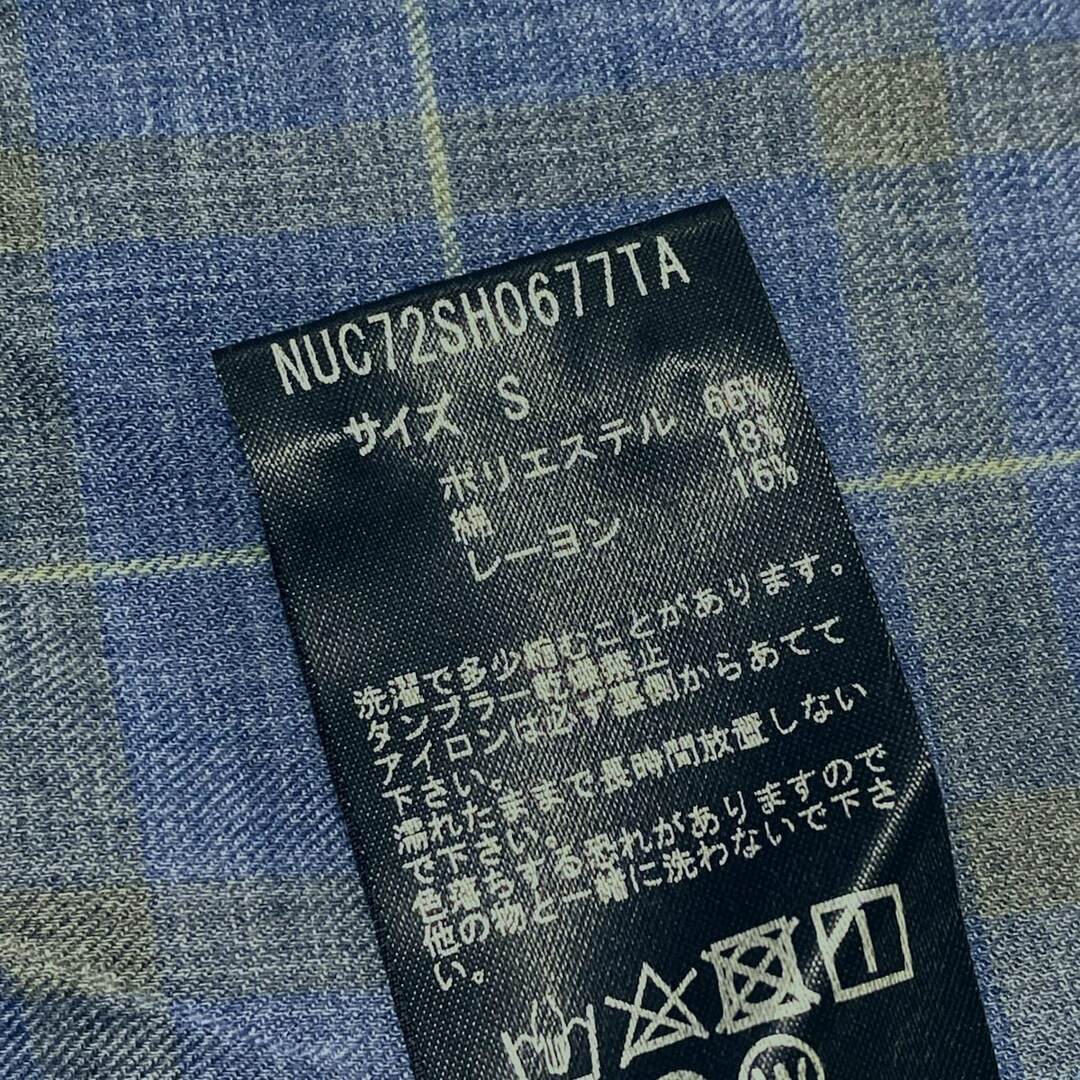 NUC72SH0677TA
サイズ S
ポリエステル 66%
綿 18%
レーヨン 16%
洗濯で多少縮むことがあります。
タンブラー乾燥禁止
アイロンは必ず裏側からあてて
下さい。
濡れたままで長時間放置しない
で下さい。
色落ちする恐れがありますので
他の物と一緒に洗わないで下さ
い。